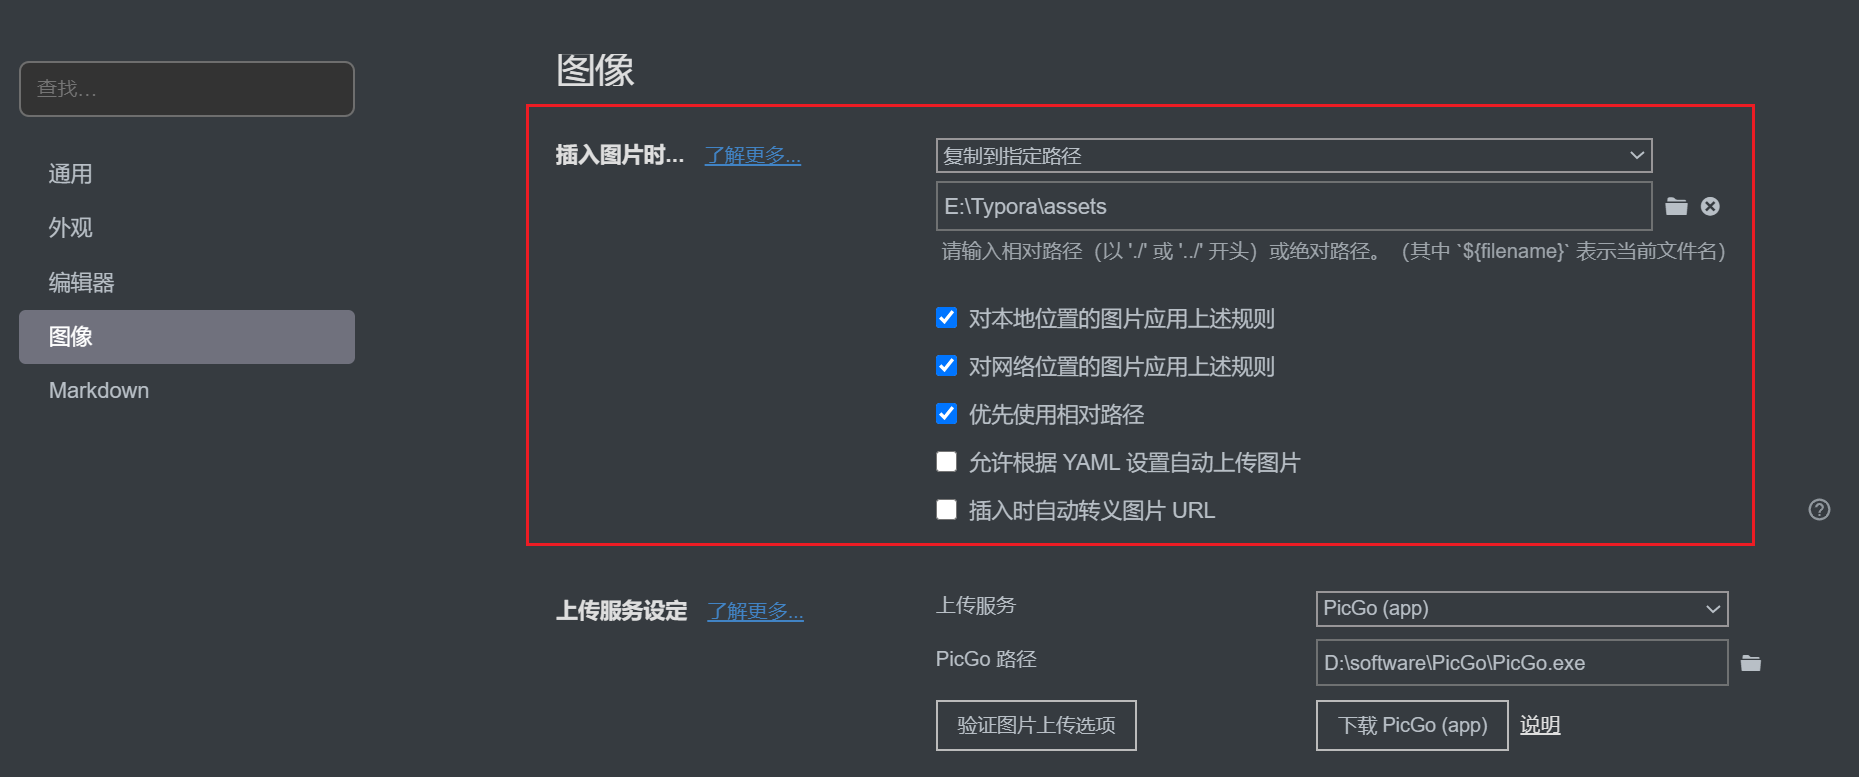 查找...
通用
外观
编辑器
图像
Markdown
图像
插入图片时... 了解更多...
复制到指定路径
E:\Typora\assets
请输入相对路径（以 './' 或 '../' 开头）或绝对路径。（其中 `${filename}` 表示当前文件名）
对本地位置的图片应用上述规则
对网络位置的图片应用上述规则
优先使用相对路径
允许根据 YAML 设置自动上传图片
插入时自动转义图片 URL
?
上传服务设定 了解更多...
上传服务 PicGo (app)
PicGo 路径 D:\software\PicGo\PicGo.exe
验证图片上传选项 下载 PicGo (app) 说明